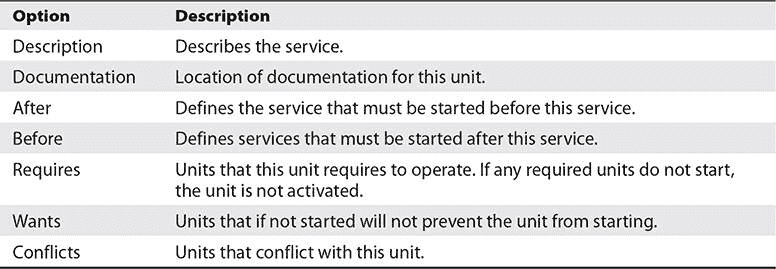 Option Description
Description Describes the service.
Documentation Location of documentation for this unit.
After Defines the service that must be started before this service.
Before Defines services that must be started after this service.
Requires Units that this unit requires to operate. If any required units do not start,
the unit is not activated.
Wants Units that if not started will not prevent the unit from starting.
Conflicts Units that conflict with this unit.